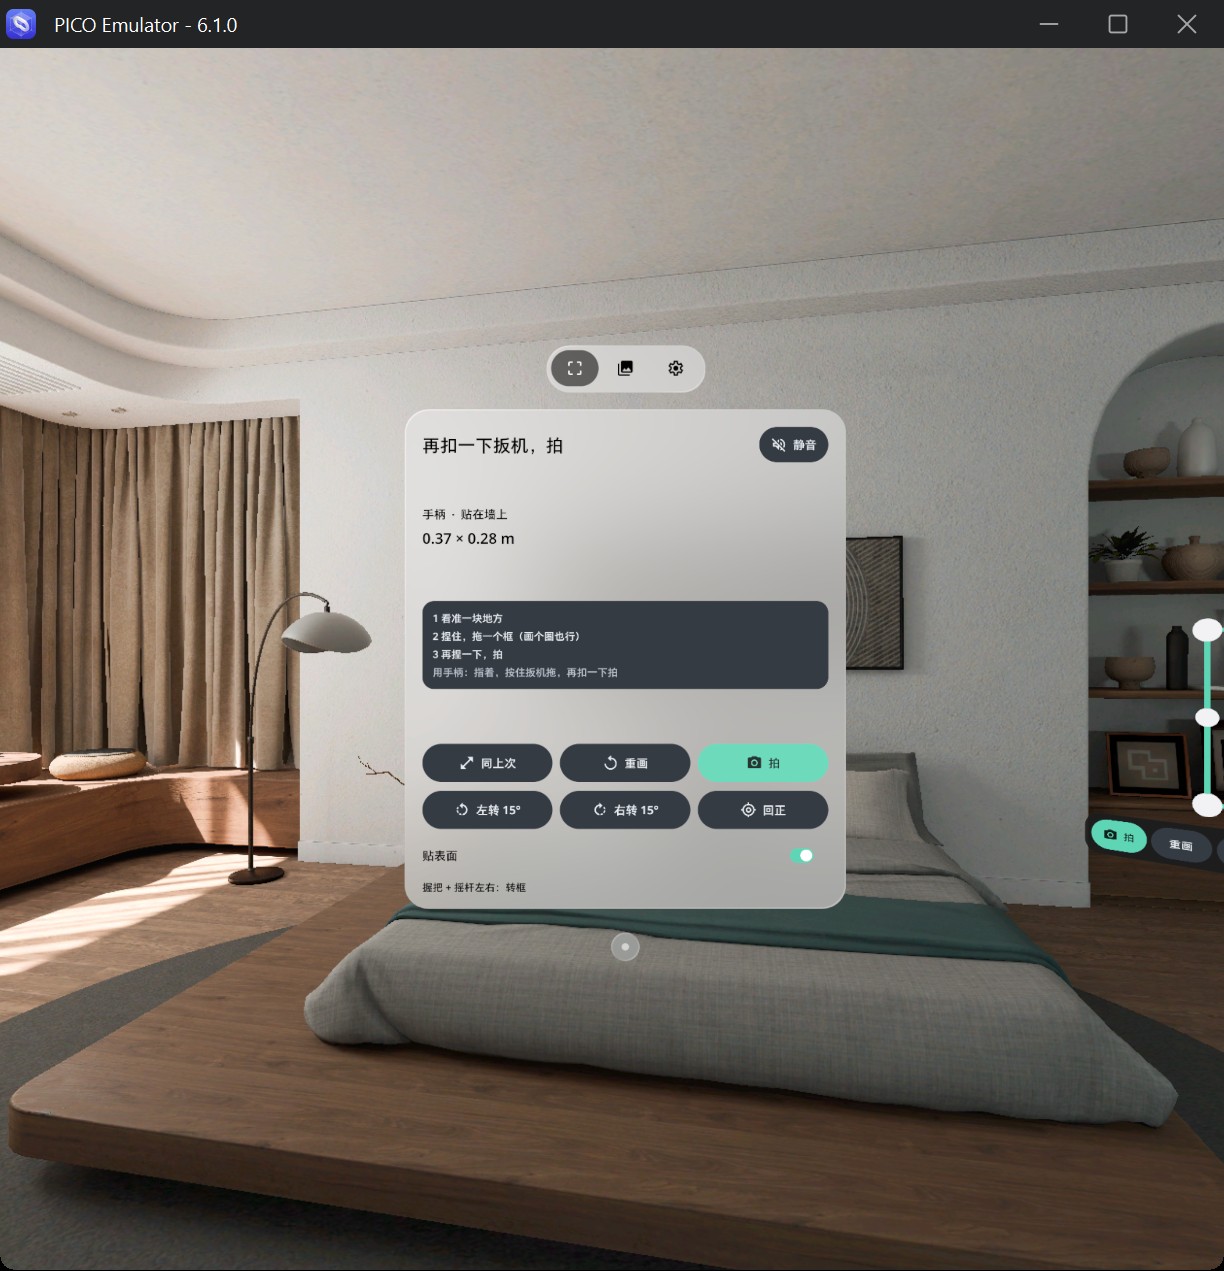 PICO Emulator - 6.1.0
再扣一下扳机，拍
静音
手柄 · 贴在墙上
0.37 × 0.28 m
1 看准一块地方
2 捏住，拖一个框（画个圈也行）
3 再捏一下，拍
用手柄：指着，按住扳机拖，再扣一下拍
同上次
重画
拍
左转 15°
右转 15°
回正
拍
重画
贴表面
握把 + 摇杆左右：转框